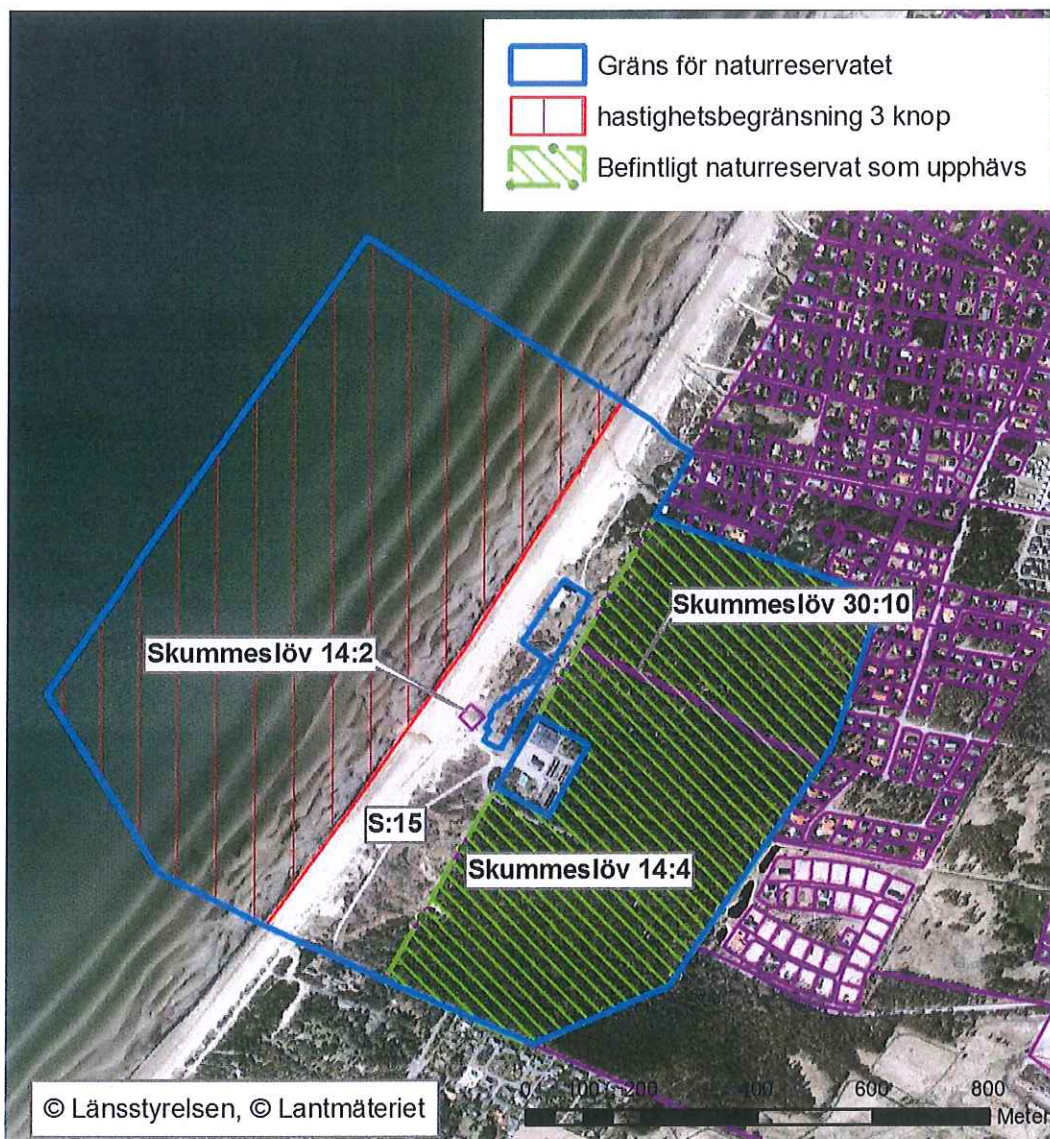 Gräns för naturreservatet
hastighetsbegränsning 3 knop
Befintligt naturreservat som upphävs
Skummeslöv 30:10
Skummeslöv 14:2
S:15
Skummeslöv 14:4
0 100 200 400 600 800
Meter
© Länsstyrelsen, © Lantmäteriet